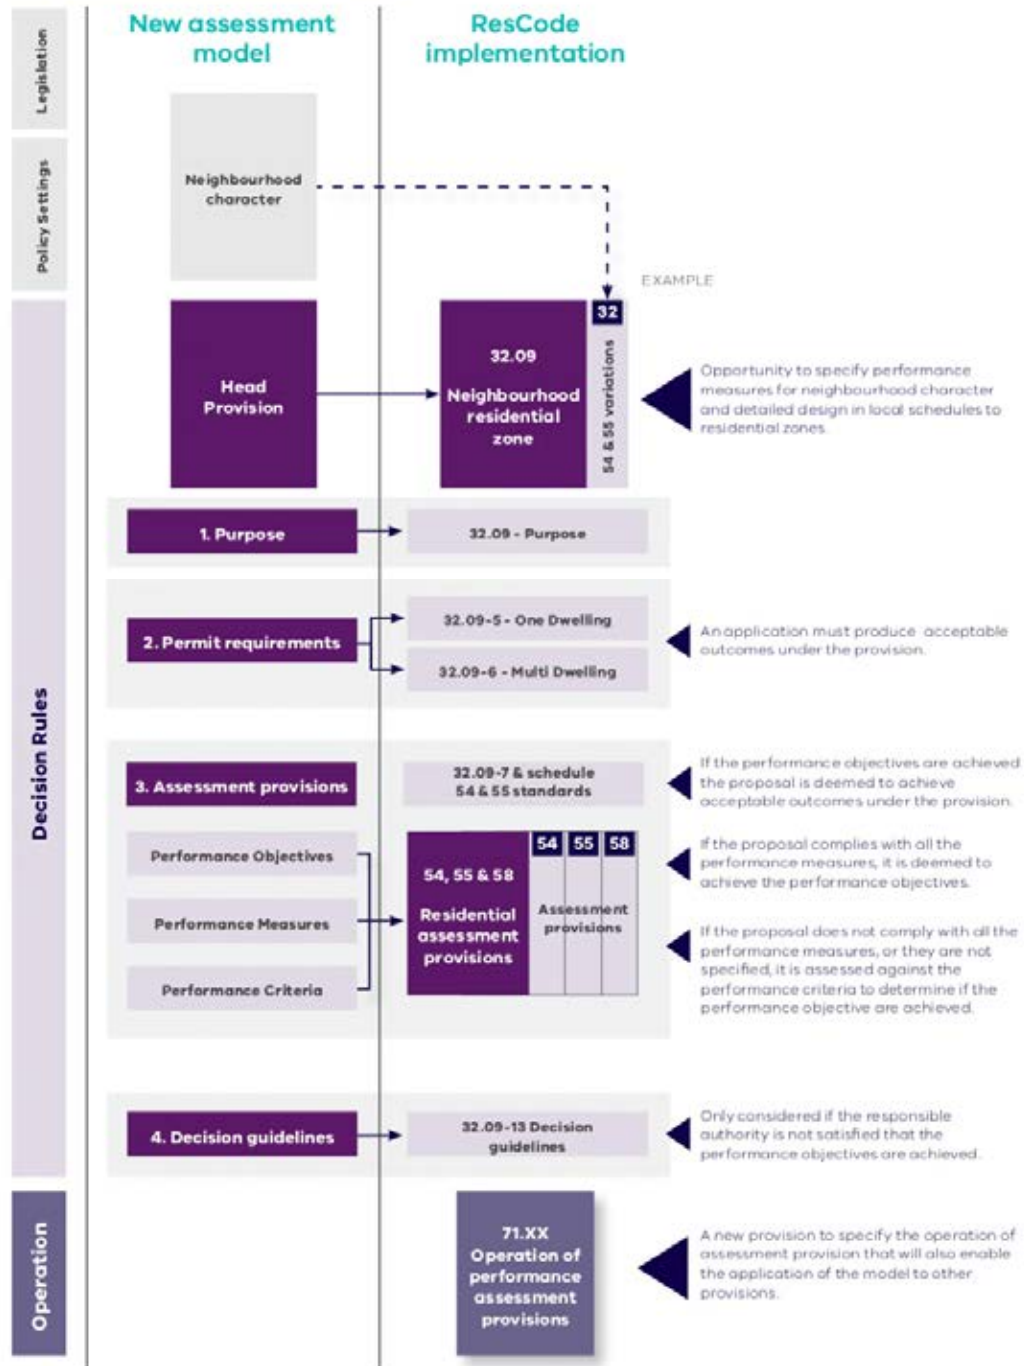 New assessment
model
ResCode
implementation
Legislation
Policy Settings
Neighbourhood
character
EXAMPLE
Decision Rules
Head
Provision
32.09
Neighbourhood
residential
zone
32
54 & 55 variations
Opportunity to specify performance
measures for neighbourhood character
and detailed design in local schedules to
residential zones.
1. Purpose
32.09 - Purpose
2. Permit requirements
32.09-5 - One Dwelling
32.09-6 - Multi Dwelling
An application must produce acceptable
outcomes under the provision.
3. Assessment provisions
32.09-7 & schedule
54 & 55 standards
If the performance objectives are achieved
the proposal is deemed to achieve
acceptable outcomes under the provision.
Performance Objectives
Performance Measures
Performance Criteria
54, 55 & 58
Residential
assessment
provisions
54 55 58
Assessment
provisions
If the proposal complies with all the
performance measures, it is deemed to
achieve the performance objectives.
If the proposal does not comply with all the
performance measures, or they are not
specified, it is assessed against the
performance criteria to determine if the
performance objective are achieved.
4. Decision guidelines
32.09-13 Decision
guidelines
Only considered if the responsible
authority is not satisfied that the
performance objectives are achieved.
Operation
71.XX
Operation of
performance
assessment
provisions
A new provision to specify the operation of
assessment provision that will also enable
the application of the model to other
provisions.